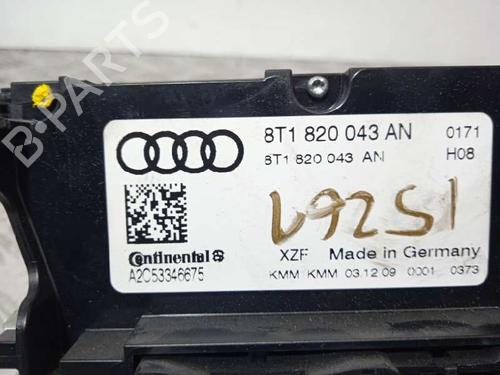 B-PARTS
8T1 820 043 AN 0171
8T1 820 043 AN H08
L92S1
Continental
XZF Made in Germany
A2C53346675
KMM KMM 03.12.09 0001 0373